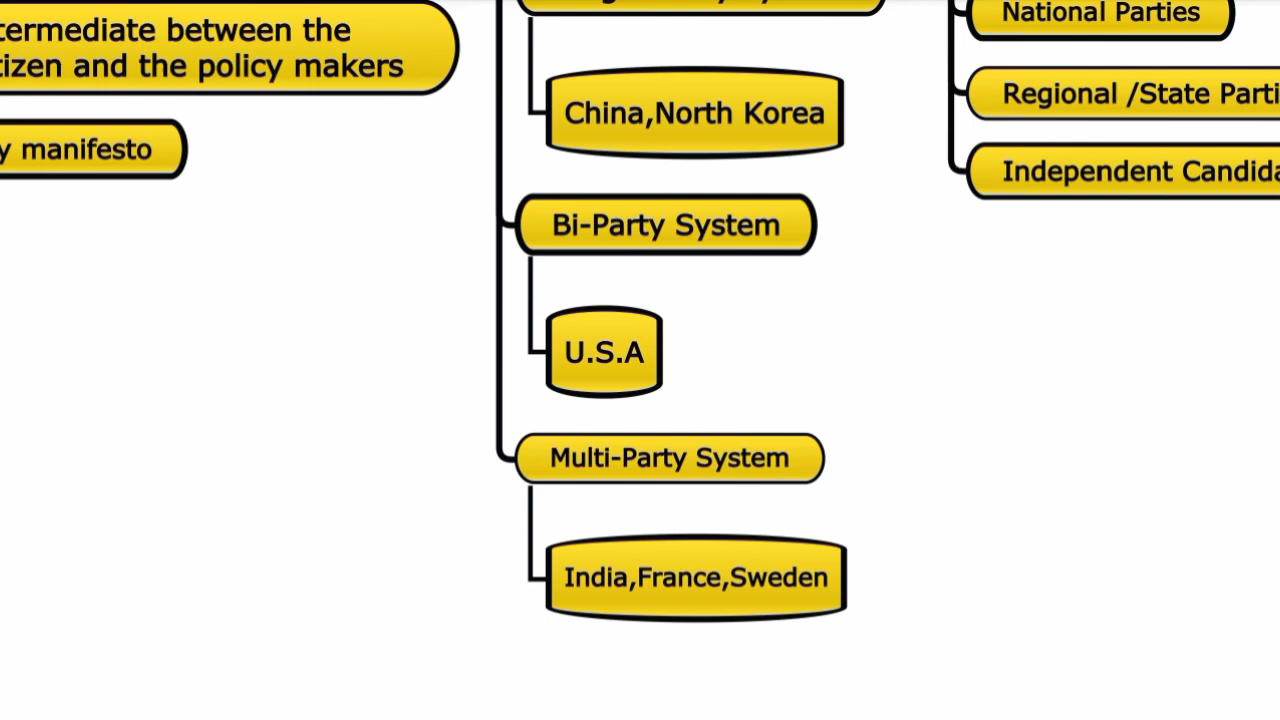 termediate between the
tizen and the policy makers
y manifesto
China,North Korea
Bi-Party System
U.S.A
Multi-Party System
India,France,Sweden
National Parties
Regional /State Parti
Independent Candida